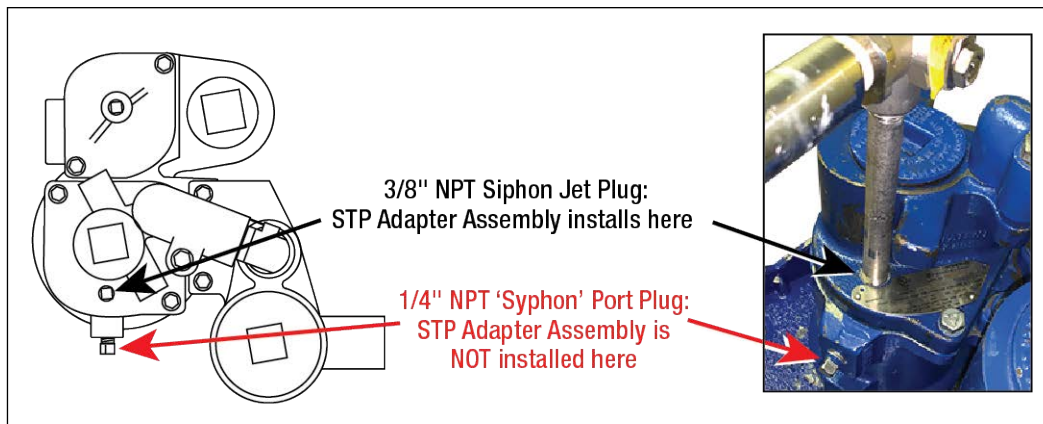 3/8" NPT Siphon Jet Plug:
STP Adapter Assembly installs here
1/4" NPT ‘Syphon’ Port Plug:
STP Adapter Assembly is
NOT installed here